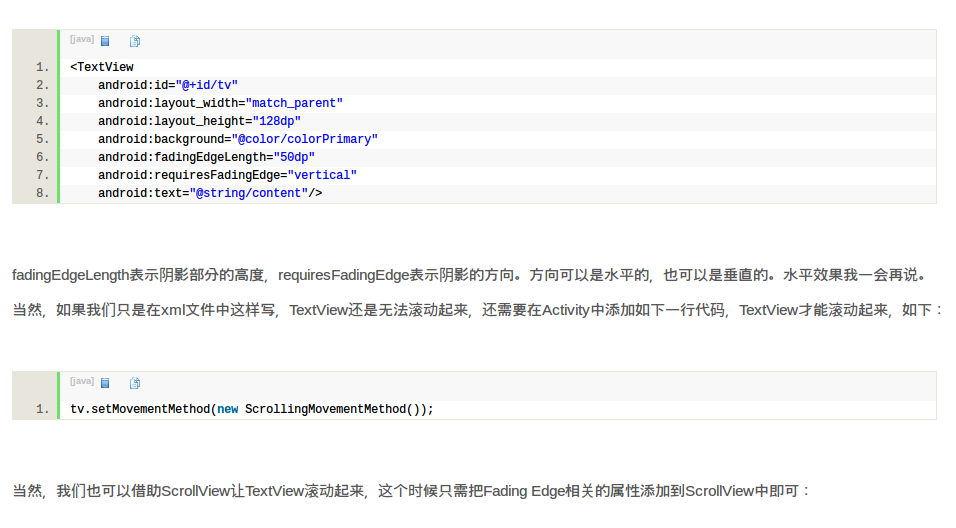 [java]
1. <TextView
2.     android:id="@+id/tv"
3.     android:layout_width="match_parent"
4.     android:layout_height="128dp"
5.     android:background="@color/colorPrimary"
6.     android:fadingEdgeLength="50dp"
7.     android:requiresFadingEdge="vertical"
8.     android:text="@string/content"/>
fadingEdgeLength表示阴影部分的高度，requiresFadingEdge表示阴影的方向。方向可以是水平的，也可以是垂直的。水平效果我一会再说。
当然，如果我们只是在xml文件中这样写，TextView还是无法滚动起来，还需要在Activity中添加如下一行代码，TextView才能滚动起来，如下：
[java]
1. tv.setMovementMethod(new ScrollingMovementMethod());
当然，我们也可以借助ScrollView让TextView滚动起来，这个时候只需把Fading Edge相关的属性添加到ScrollView中即可：